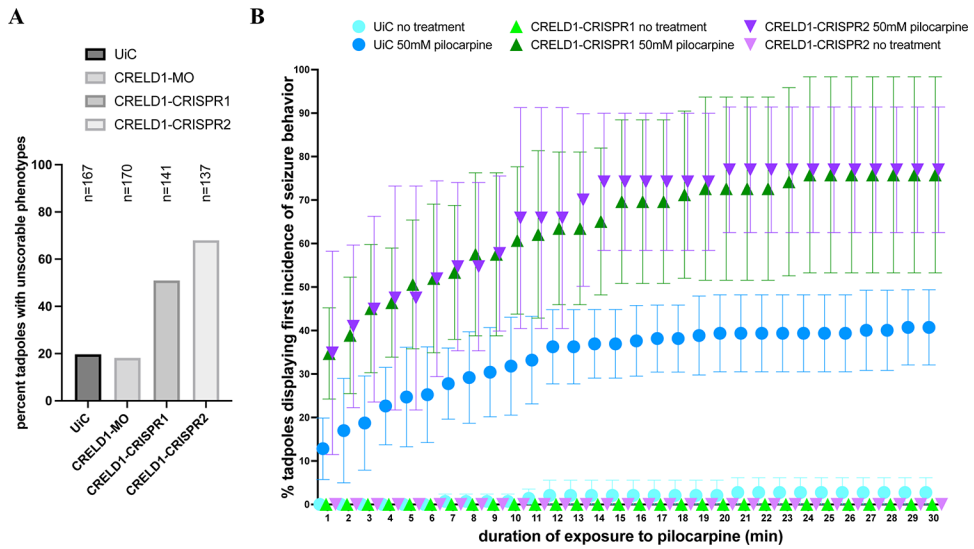 A
UiC
CRELD1-MO
CRELD1-CRISPR1
CRELD1-CRISPR2
percent tadpoles with unscorable phenotypes
100
80
60
40
20
0
n=167
n=170
n=141
n=137
UiC
CRELD1-MO
CRELD1-CRISPR1
CRELD1-CRISPR2
B
UiC no treatment
CRELD1-CRISPR1 no treatment
CRELD1-CRISPR2 50mM pilocarpine
UiC 50mM pilocarpine
CRELD1-CRISPR1 50mM pilocarpine
CRELD1-CRISPR2 no treatment
% tadpoles displaying first incidence of seizure behavior
100
90
80
70
60
50
40
30
20
10
0
1 2 3 4 5 6 7 8 9 10 11 12 13 14 15 16 17 18 19 20 21 22 23 24 25 26 27 28 29 30
duration of exposure to pilocarpine (min)